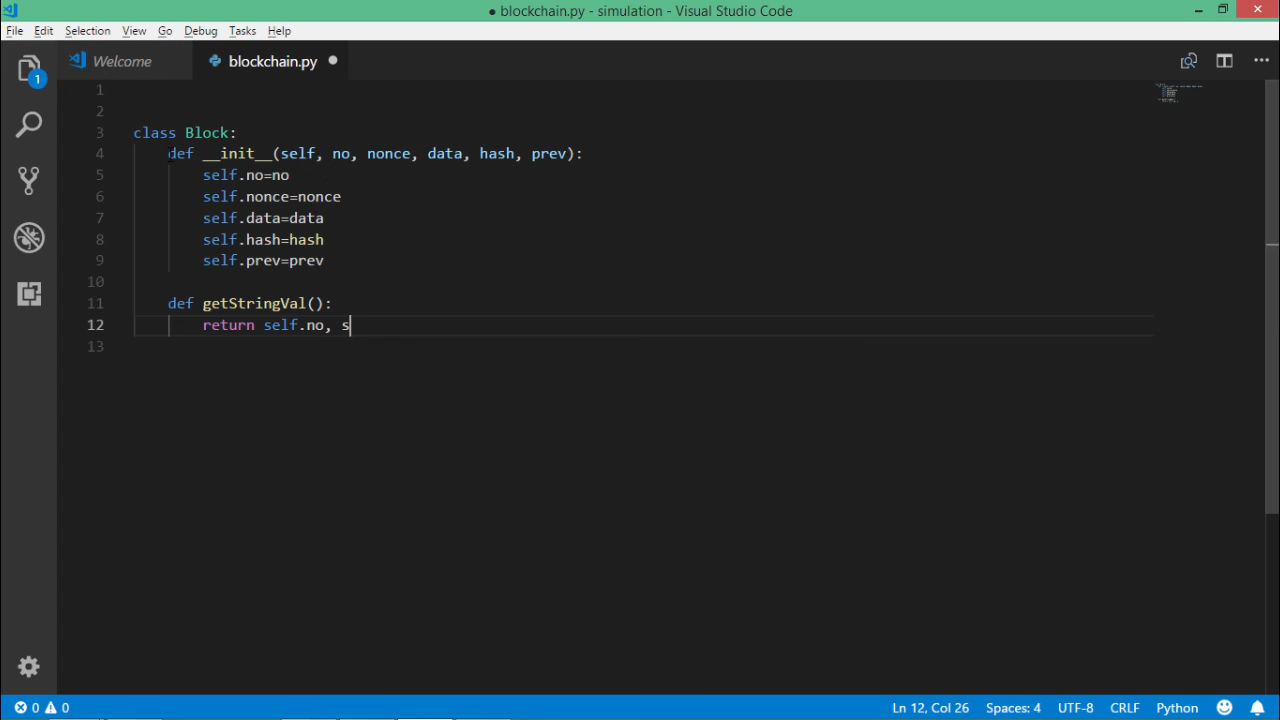 ● blockchain.py - simulation - Visual Studio Code
File Edit Selection View Go Debug Tasks Help
Welcome blockchain.py ●
1
1
2
3 class Block:
4 def __init__(self, no, nonce, data, hash, prev):
5 self.no=no
6 self.nonce=nonce
7 self.data=data
8 self.hash=hash
9 self.prev=prev
10
11 def getStringVal():
12 return self.no, s
13
0 0 Ln 12, Col 26 Spaces: 4 UTF-8 CRLF Python